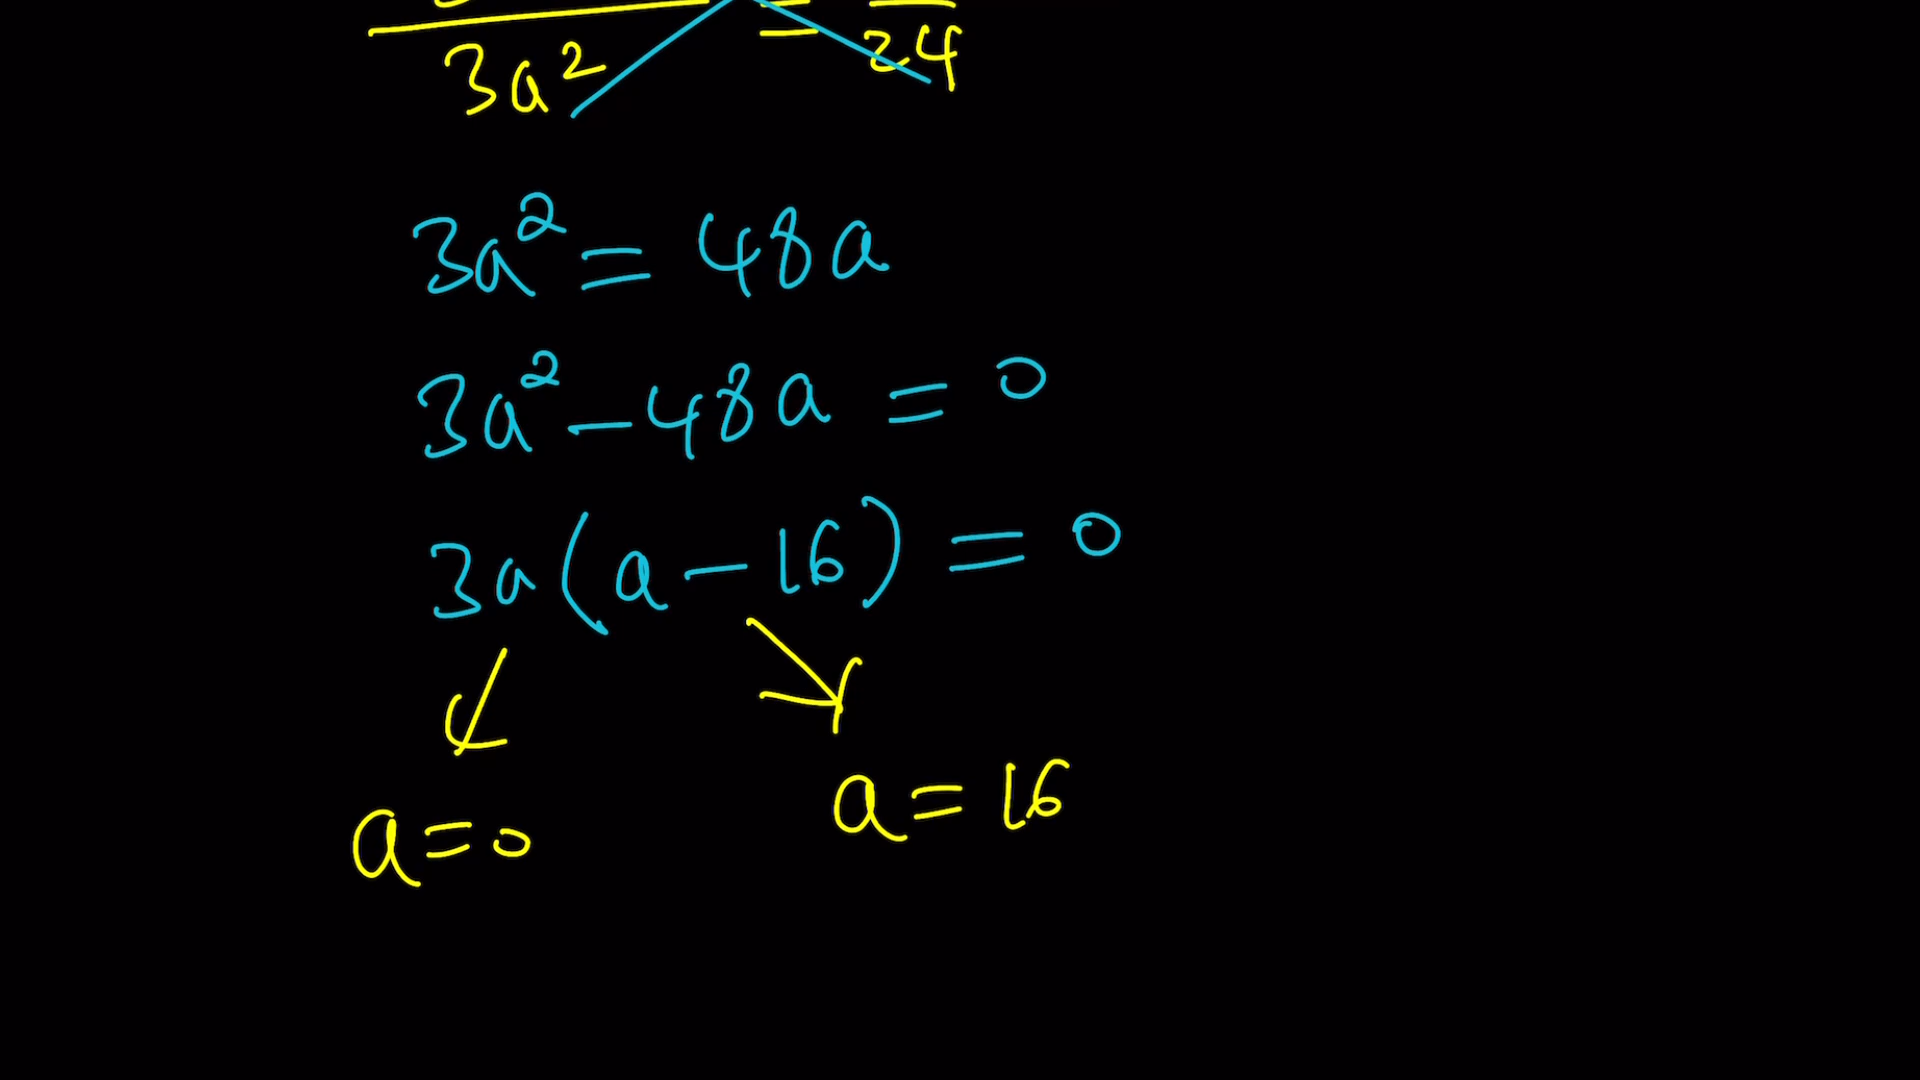 3a² = 24
3a² = 48a
3a² – 48a = 0
3a(a – 16) = 0
a = 16
a = 0